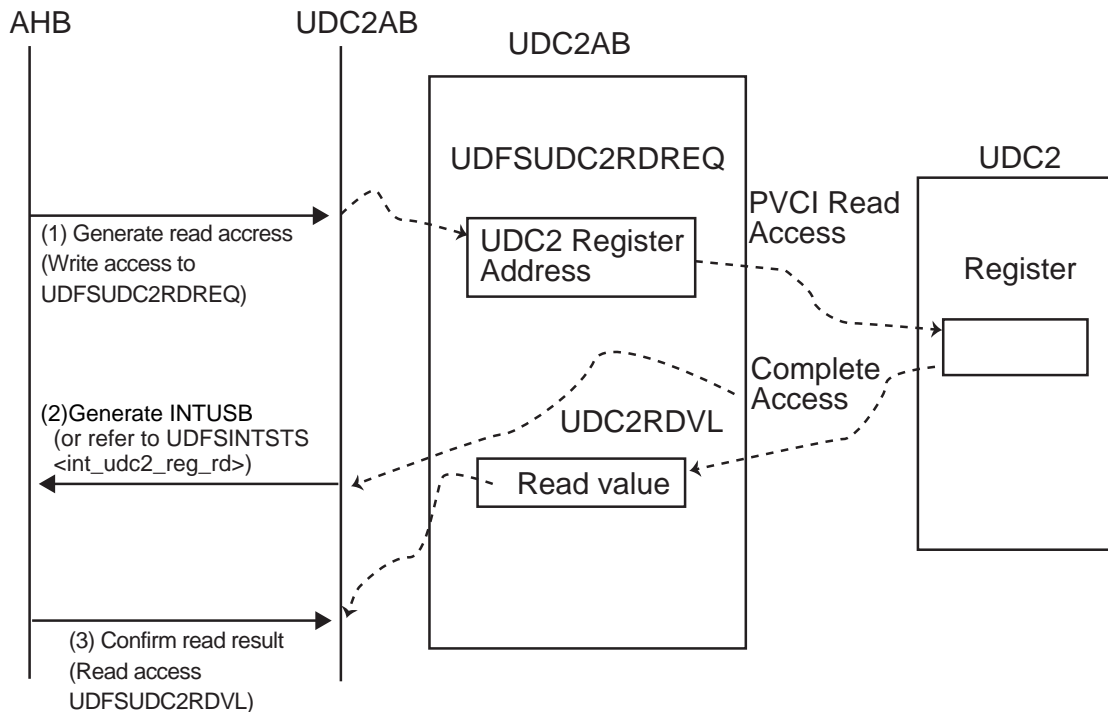 AHB
UDC2AB
UDC2AB
UDFSUDC2RDREQ
UDC2
PVCI Read
Access
(1) Generate read accress
(Write access to
UDFSUDC2RDREQ)
UDC2 Register
Address
Register
Complete
Access
(2)Generate INTUSB
(or refer to UDFSINTSTS
<int_udc2_reg_rd>)
UDC2RDVL
Read value
(3) Confirm read result
(Read access
UDFSUDC2RDVL)